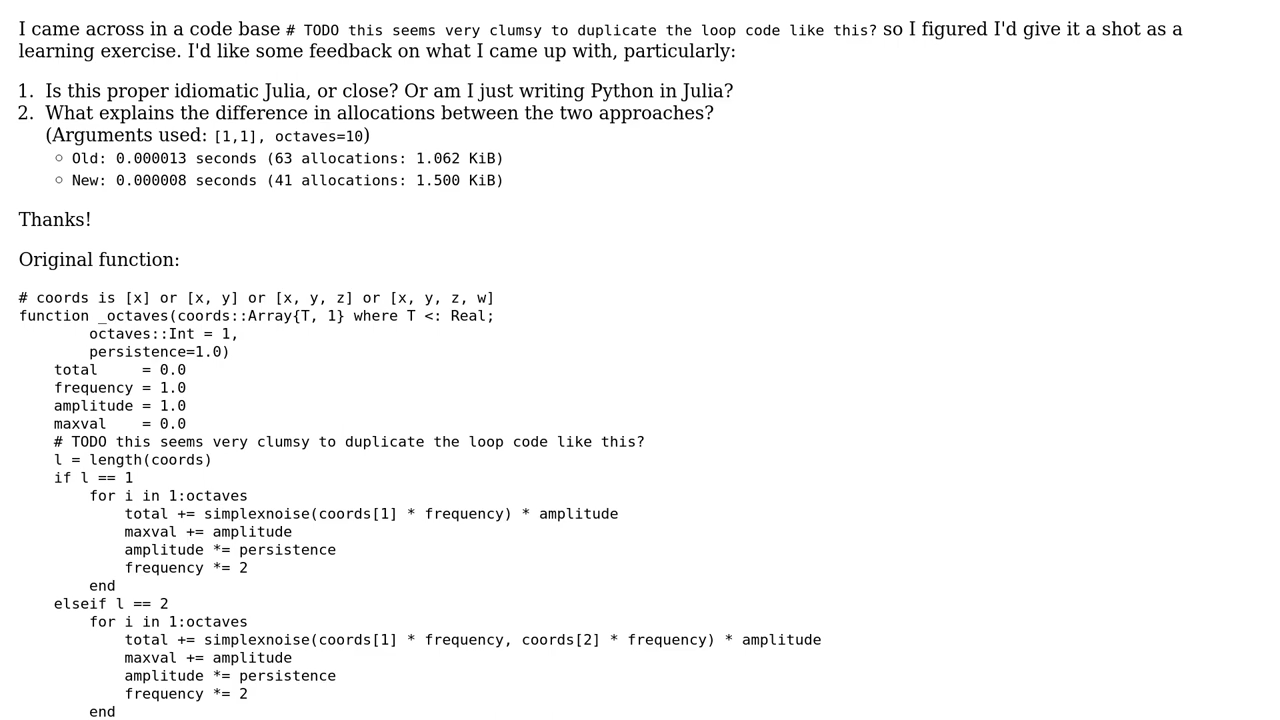 I came across in a code base # TODO this seems very clumsy to duplicate the loop code like this? so I figured I'd give it a shot as a
learning exercise. I'd like some feedback on what I came up with, particularly:
1. Is this proper idiomatic Julia, or close? Or am I just writing Python in Julia?
2. What explains the difference in allocations between the two approaches?
(Arguments used: [1,1], octaves=10)
○ Old: 0.000013 seconds (63 allocations: 1.062 KiB)
○ New: 0.000008 seconds (41 allocations: 1.500 KiB)
Thanks!
Original function:
# coords is [x] or [x, y] or [x, y, z] or [x, y, z, w]
function _octaves(coords::Array{T, 1} where T <: Real;
        octaves::Int = 1,
        persistence=1.0)
    total     = 0.0
    frequency = 1.0
    amplitude = 1.0
    maxval    = 0.0
    # TODO this seems very clumsy to duplicate the loop code like this?
    l = length(coords)
    if l == 1
        for i in 1:octaves
            total += simplexnoise(coords[1] * frequency) * amplitude
            maxval += amplitude
            amplitude *= persistence
            frequency *= 2
        end
    elseif l == 2
        for i in 1:octaves
            total += simplexnoise(coords[1] * frequency, coords[2] * frequency) * amplitude
            maxval += amplitude
            amplitude *= persistence
            frequency *= 2
        end